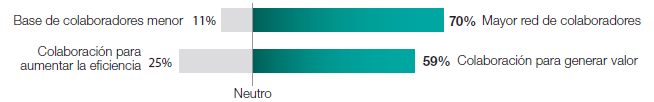 Base de colaboradores menor 11% 70% Mayor red de colaboradores
Colaboración para
aumentar la eficiencia 25% 59% Colaboración para generar valor
Neutro